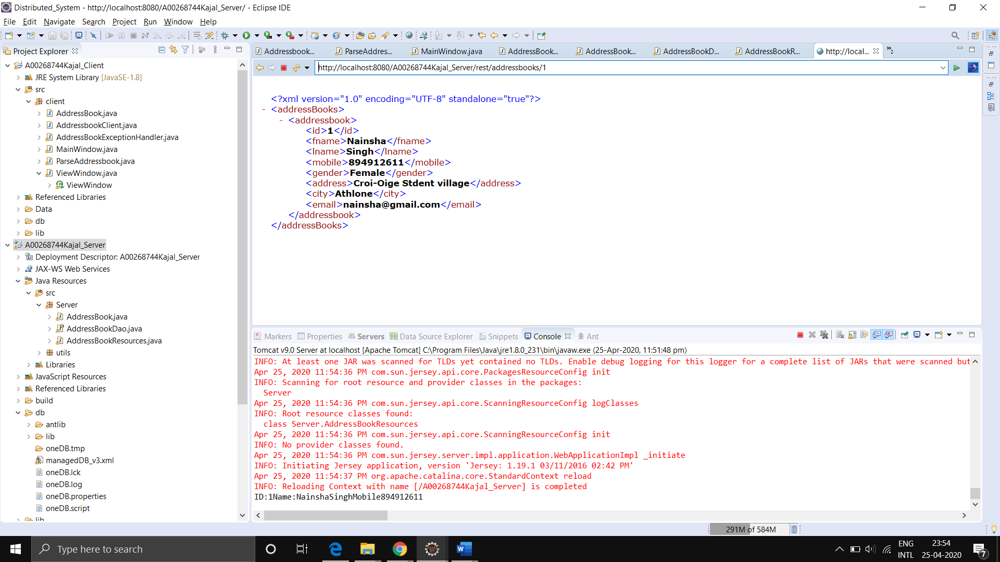 Distributed_System - http://localhost:8080/A00268744Kajal_Server/ - Eclipse IDE
File Edit Navigate Search Project Run Window Help
Project Explorer
A00268744Kajal_Client
JRE System Library [JavaSE-1.8]
src
client
AddressBook.java
AddressbookClient.java
AddressBookExceptionHandler.java
MainWindow.java
ParseAddressbook.java
ViewWindow.java
ViewWindow
Referenced Libraries
Data
db
lib
A00268744Kajal_Server
Deployment Descriptor: A00268744Kajal_Server
JAX-WS Web Services
Java Resources
src
Server
AddressBook.java
AddressBookDao.java
AddressBookResources.java
utils
Libraries
JavaScript Resources
Referenced Libraries
build
db
antlib
lib
oneDB.tmp
managedDB_v3.xml
oneDB.lck
oneDB.log
oneDB.properties
oneDB.script
lib
Addressbook... ParseAddres... MainWindow.java AddressBook... AddressBook... AddressBookD... AddressBookR... http://local... »2
http://localhost:8080/A00268744Kajal_Server/rest/addressbooks/1
<?xml version="1.0" encoding="UTF-8" standalone="true"?>
- <addressBooks>
- <addressbook>
<id>1</id>
<fname>Nainsha</fname>
<lname>Singh</lname>
<mobile>894912611</mobile>
<gender>Female</gender>
<address>Croi-Oige Stdent village</address>
<city>Athlone</city>
<email>nainsha@gmail.com</email>
</addressbook>
</addressBooks>
Markers Properties Servers Data Source Explorer Snippets Console Ant
Tomcat v9.0 Server at localhost [Apache Tomcat] C:\Program Files\Java\jre1.8.0_231\bin\javaw.exe (25-Apr-2020, 11:51:48 pm)
INFO: At least one JAR was scanned for TLDs yet contained no TLDs. Enable debug logging for this logger for a complete list of JARs that were scanned but
Apr 25, 2020 11:54:36 PM com.sun.jersey.api.core.PackagesResourceConfig init
INFO: Scanning for root resource and provider classes in the packages:
Server
Apr 25, 2020 11:54:36 PM com.sun.jersey.api.core.ScanningResourceConfig logClasses
INFO: Root resource classes found:
class Server.AddressBookResources
Apr 25, 2020 11:54:36 PM com.sun.jersey.api.core.ScanningResourceConfig init
INFO: No provider classes found.
Apr 25, 2020 11:54:36 PM com.sun.jersey.server.impl.application.WebApplicationImpl _initiate
INFO: Initiating Jersey application, version 'Jersey: 1.19.1 03/11/2016 02:42 PM'
Apr 25, 2020 11:54:37 PM org.apache.catalina.core.StandardContext reload
INFO: Reloading Context with name [/A00268744Kajal_Server] is completed
ID:1Name:NainshaSinghMobile894912611
291M of 584M
Type here to search
ENG
INTL
23:54
25-04-2020
7